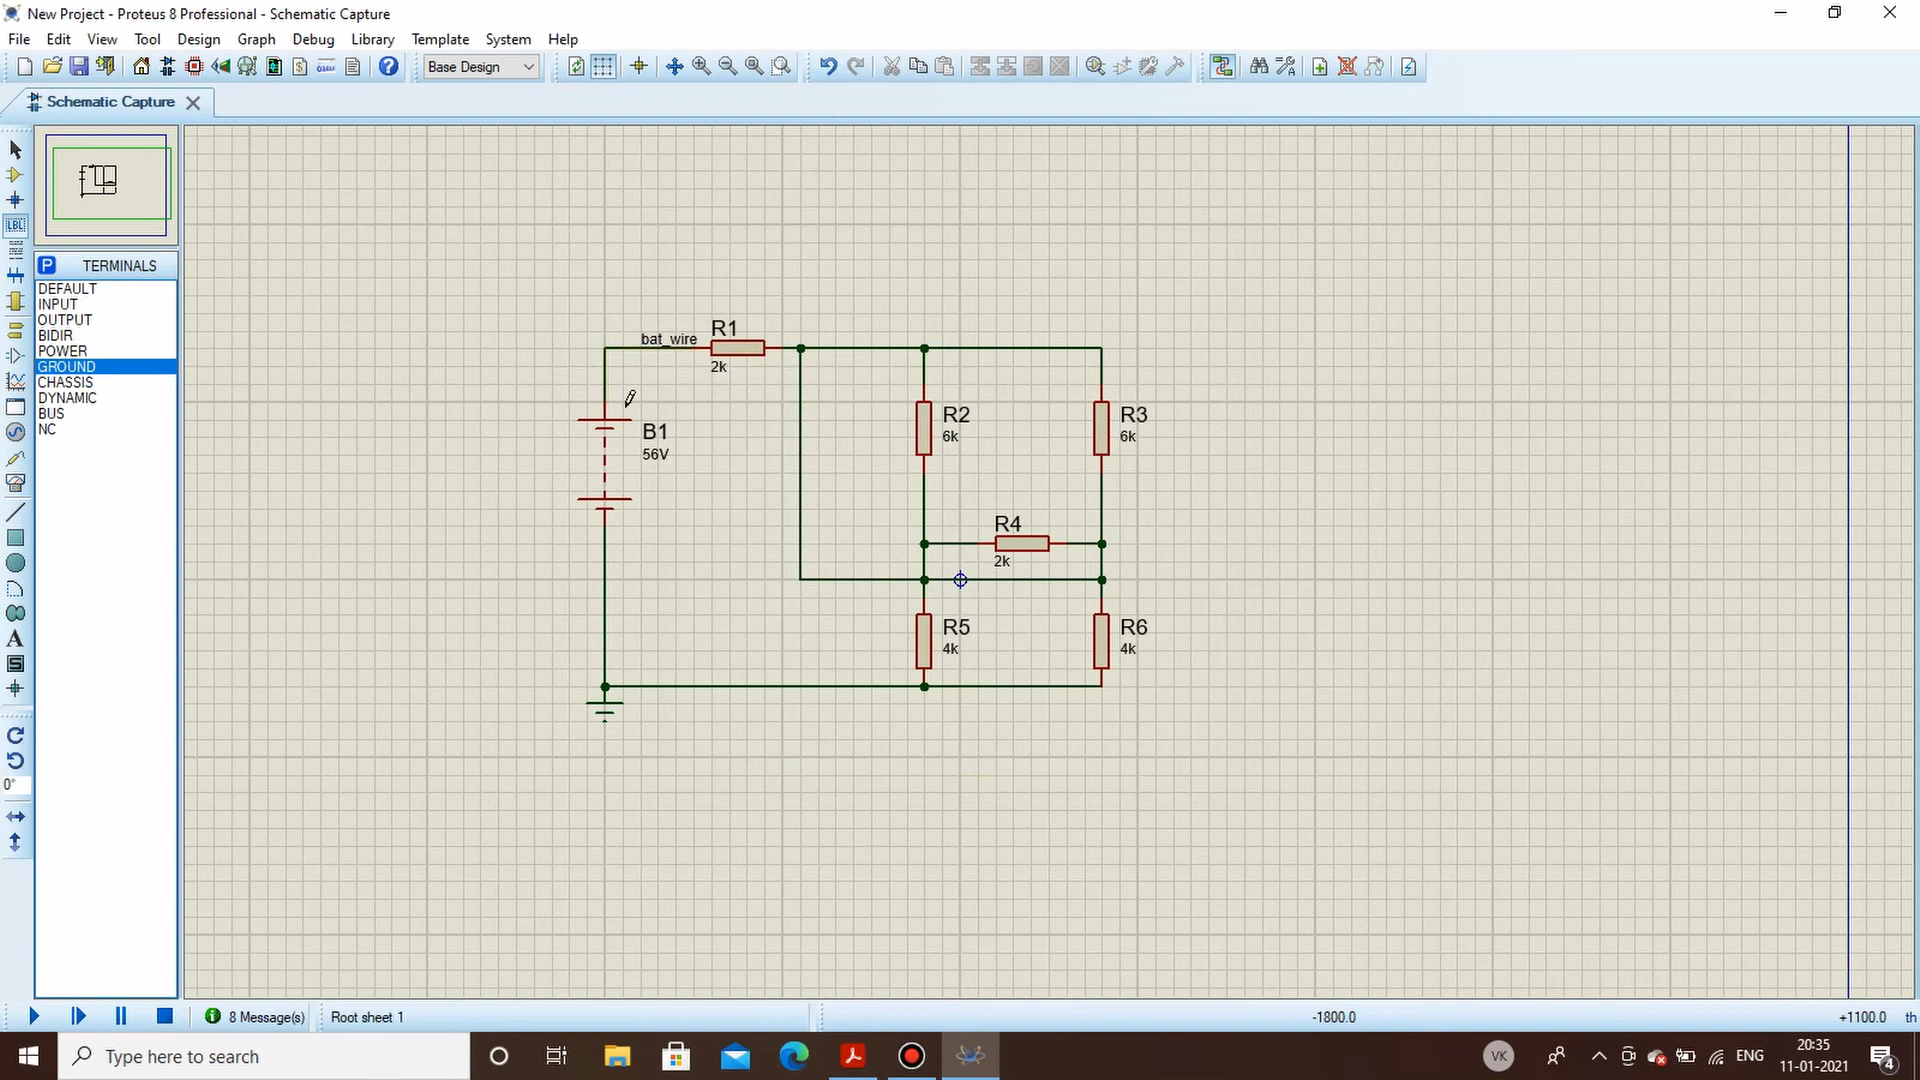 New Project - Proteus 8 Professional - Schematic Capture
File Edit View Tool Design Graph Debug Library Template System Help
Base Design
Schematic Capture
LBL
P TERMINALS
DEFAULT
INPUT
OUTPUT
BIDIR
POWER
GROUND
CHASSIS
DYNAMIC
BUS
NC
A
S
0°
bat_wire
R1
2k
B1
56V
R2
6k
R3
6k
R4
2k
R5
4k
R6
4k
8 Message(s) Root sheet 1 -1800.0 +1100.0 th
Type here to search
VK
ENG
20:35
11-01-2021
4